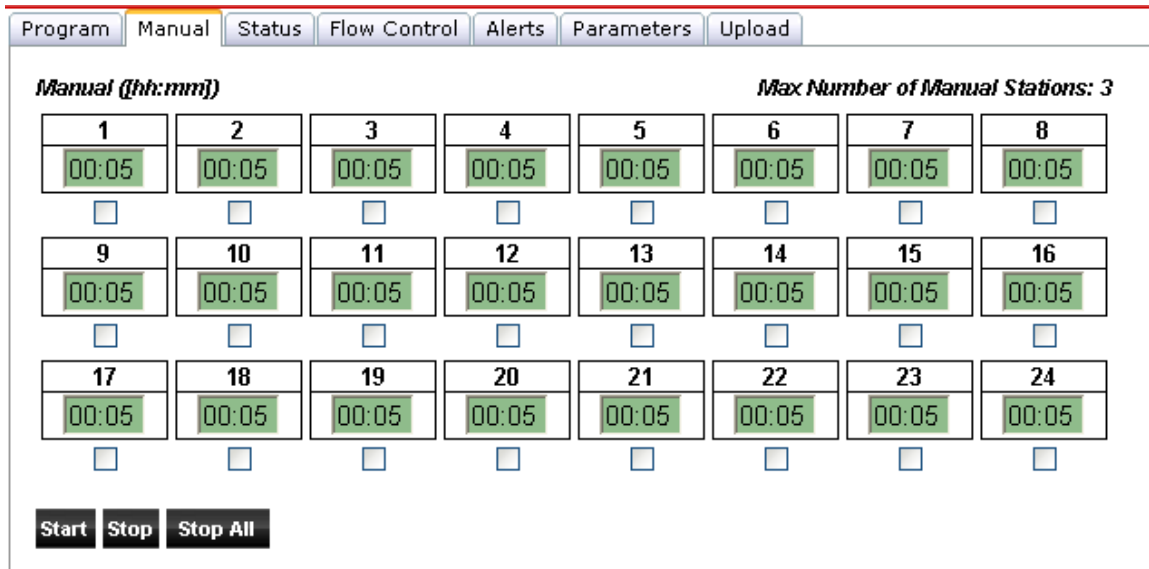 Program Manual Status Flow Control Alerts Parameters Upload
Manual ([hh:mm]) Max Number of Manual Stations: 3
1 2 3 4 5 6 7 8
00:05 00:05 00:05 00:05 00:05 00:05 00:05 00:05
9 10 11 12 13 14 15 16
00:05 00:05 00:05 00:05 00:05 00:05 00:05 00:05
17 18 19 20 21 22 23 24
00:05 00:05 00:05 00:05 00:05 00:05 00:05 00:05
Start Stop Stop All